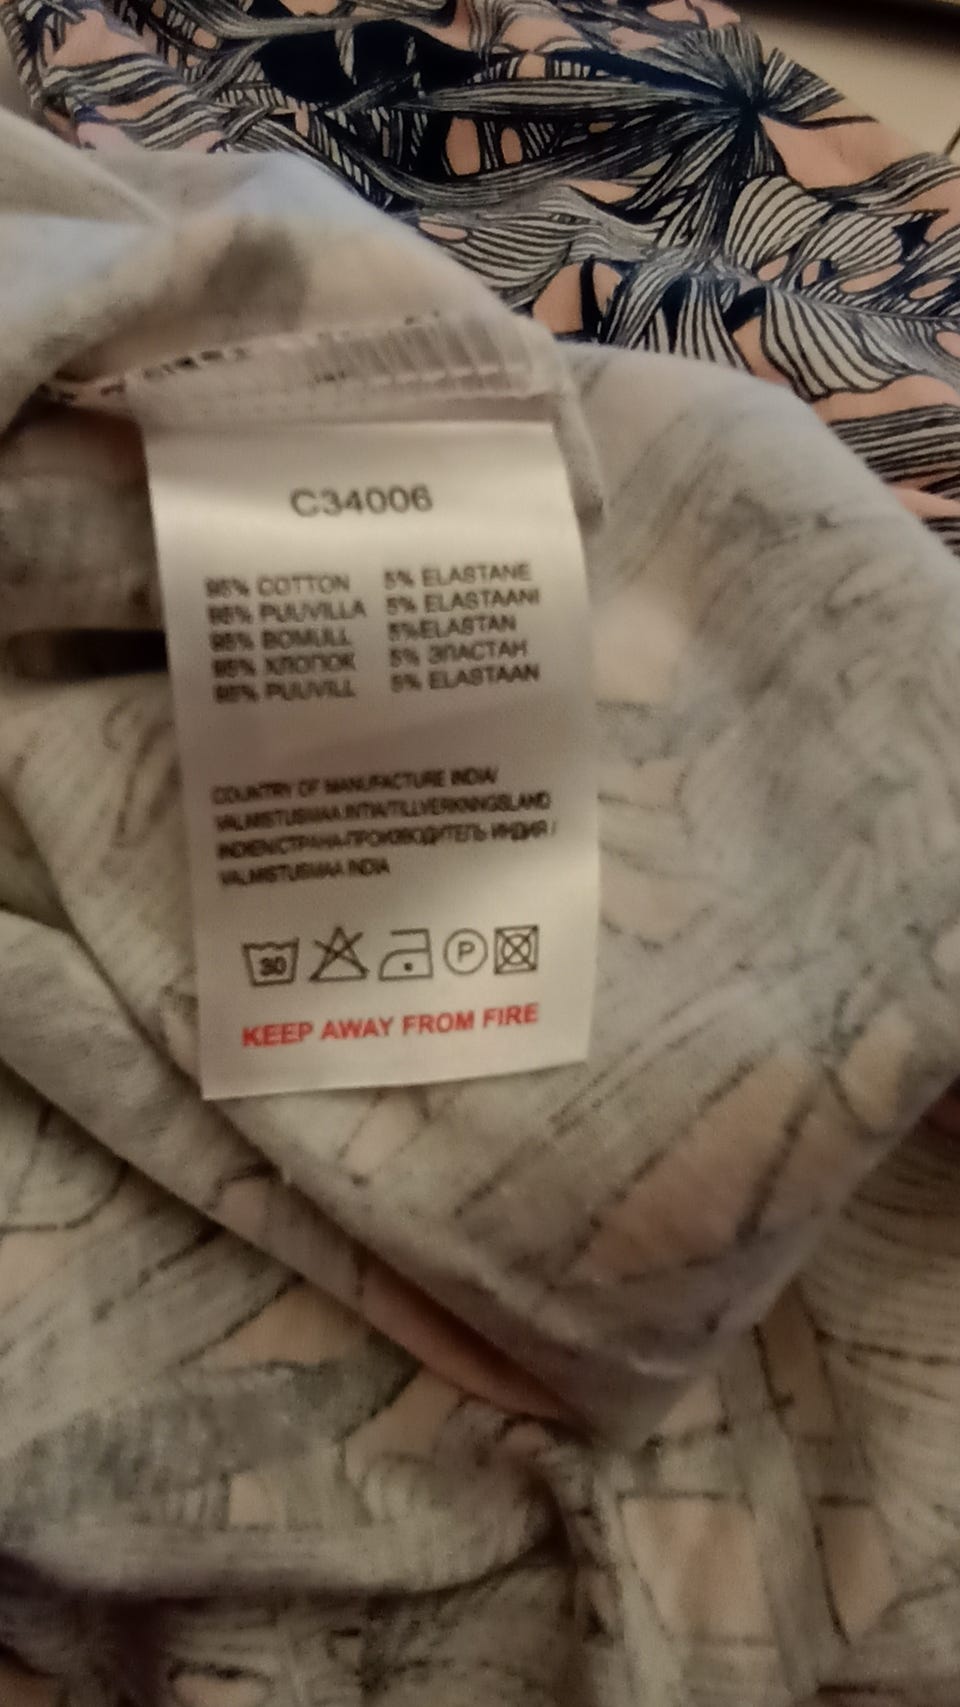 C34006
95% COTTON 5% ELASTANE
95% PUUVILLA 5% ELASTAANI
95% BOMULL 5%ELASTAN
95% ХЛОПОК 5% ЭЛАСТАН
95% PUUVILL 5% ELASTAAN
COUNTRY OF MANUFACTURE INDIA/
VALMISTUSMAA INTIA/TILLVERKNINGSLAND
INDIEN/СТРАНА-ПРОИЗВОДИТЕЛЬ ИНДИЯ /
VALMISTUSMAA INDIA
30
P
KEEP AWAY FROM FIRE